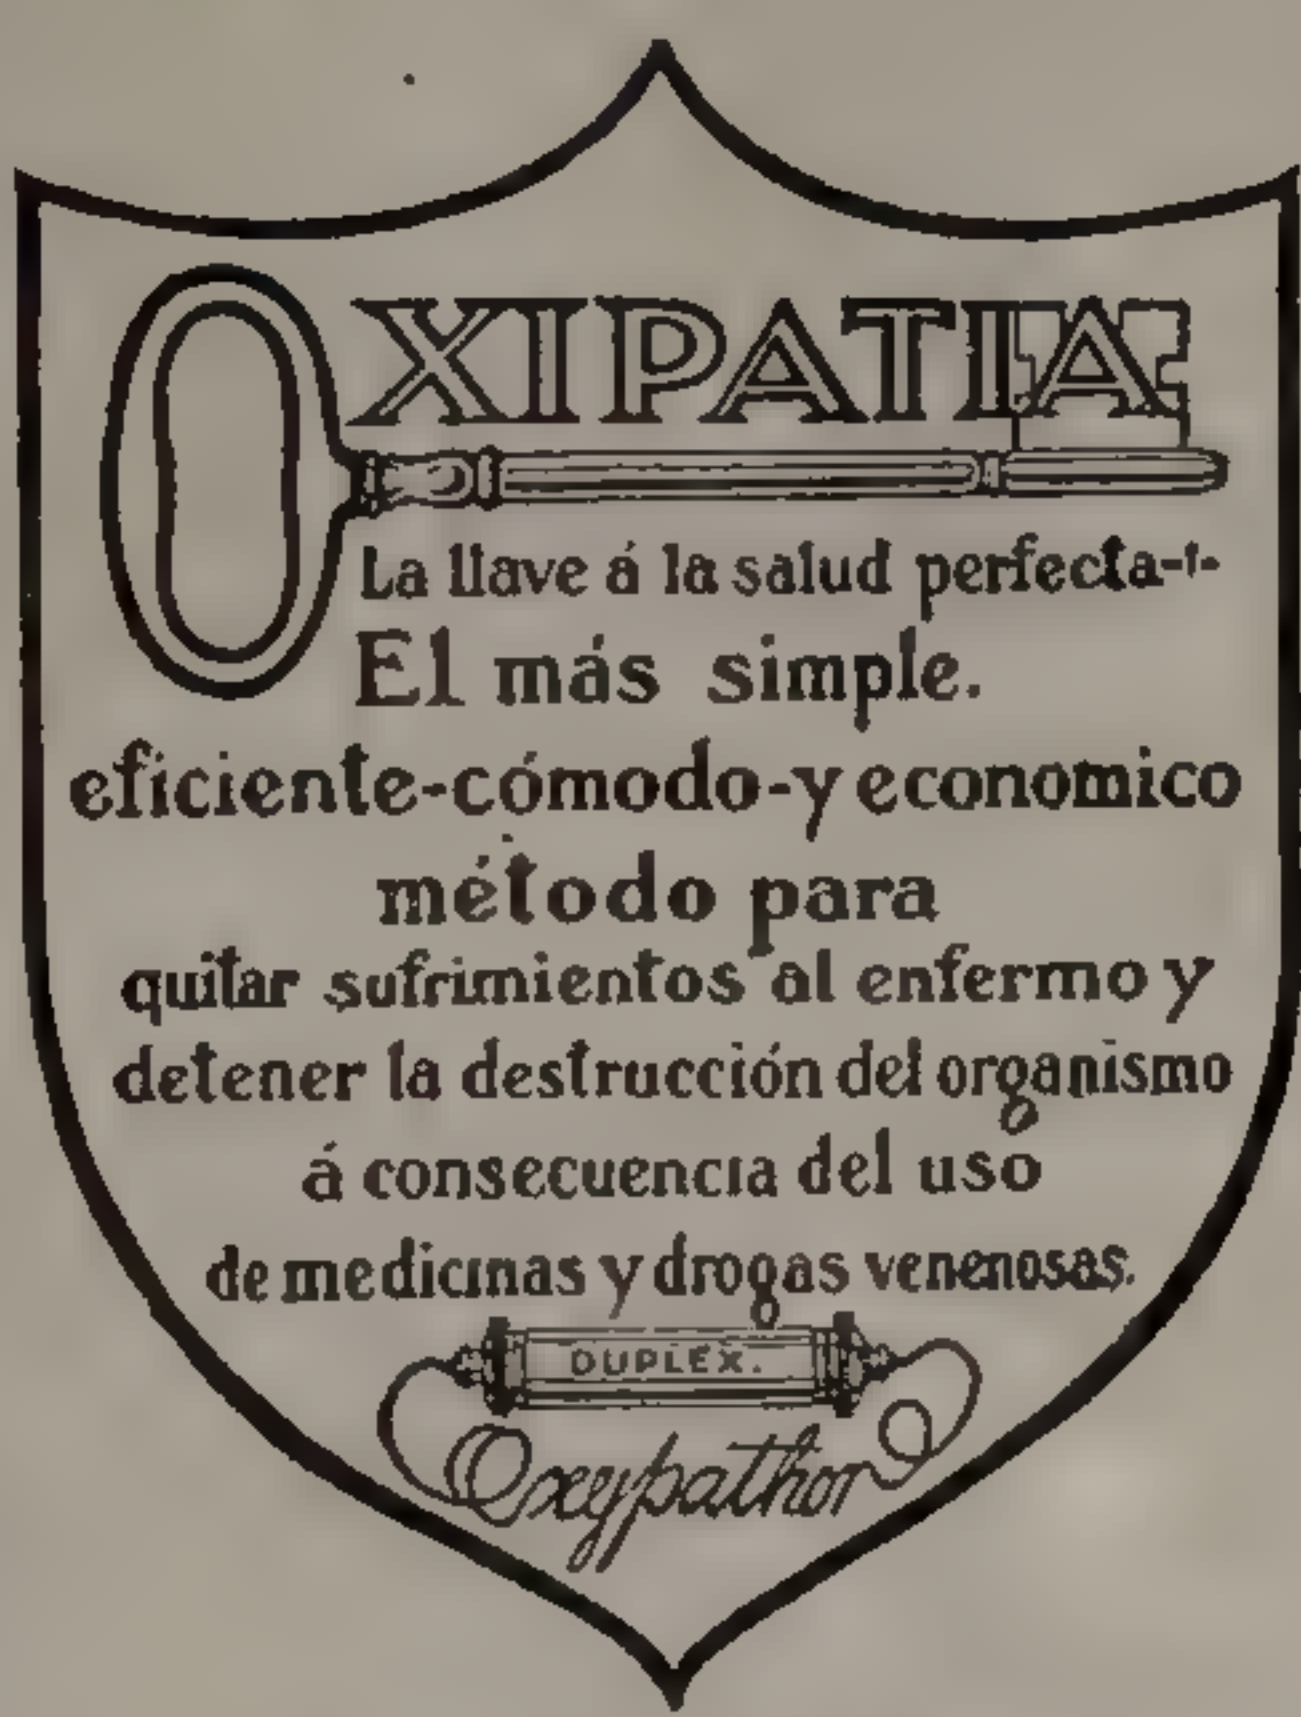 OXIPATIA
La llave á la salud perfecta-
El más simple.
eficiente-cómodo-y economico
método para
quitar sufrimientos al enfermo y
detener la destrucción del organismo
á consecuencia del uso
de medicinas y drogas venenosas.
DUPLEX.
Oxypathor